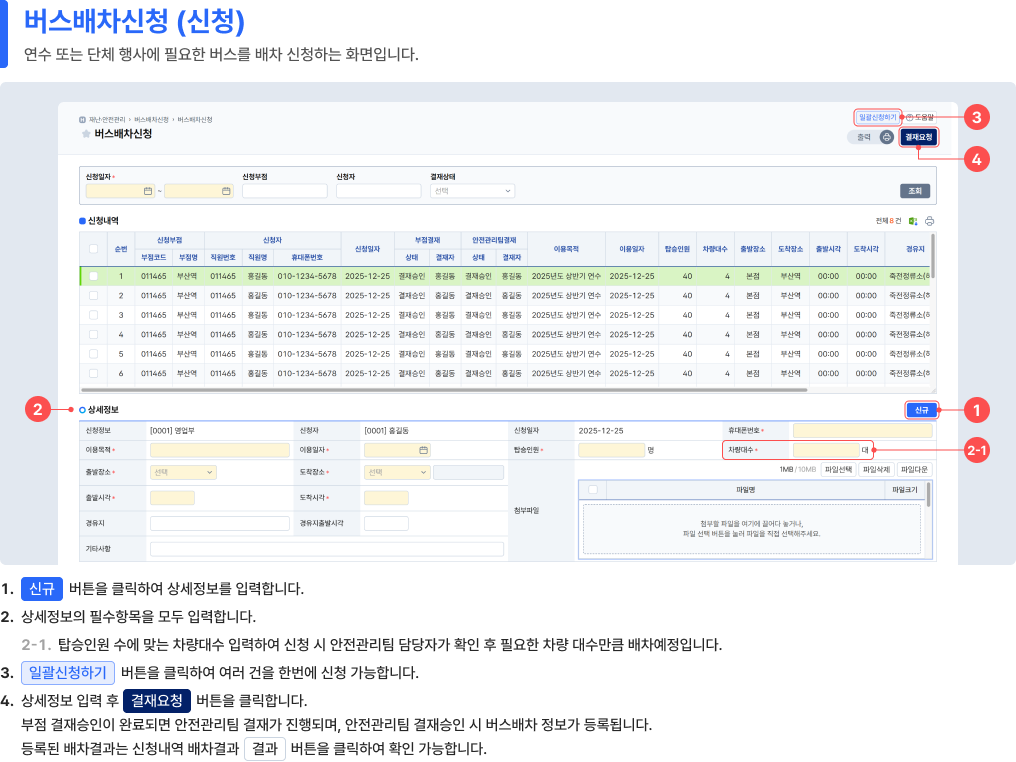 버스배차신청 (신청)
연수 또는 단체 행사에 필요한 버스를 배차 신청하는 화면입니다.
재난·안전관리 › 버스배차신청 › 버스배차신청
일괄신청하기 도움말 3
버스배차신청
출력 결재요청
4
신청일자* 신청부점 신청자 결재상태
~ 선택 조회
신청내역 전체 8 건
순번 신청부점 신청자 신청일자 부점결재 안전관리팀결재 이용목적 이용일자 탑승인원 차량대수 출발장소 도착장소 출발시각 도착시각 경유지
부점코드 부점명 직원번호 직원명 휴대폰번호 상태 결재자 상태 결재자
1 011465 부산역 011465 홍길동 010-1234-5678 2025-12-25 결재승인 홍길동 결재승인 홍길동 2025년도 상반기 연수 2025-12-25 40 4 본점 부산역 00:00 00:00 죽전정류소(하
2 011465 부산역 011465 홍길동 010-1234-5678 2025-12-25 결재승인 홍길동 결재승인 홍길동 2025년도 상반기 연수 2025-12-25 40 4 본점 부산역 00:00 00:00 죽전정류소(하
3 011465 부산역 011465 홍길동 010-1234-5678 2025-12-25 결재승인 홍길동 결재승인 홍길동 2025년도 상반기 연수 2025-12-25 40 4 본점 부산역 00:00 00:00 죽전정류소(하
4 011465 부산역 011465 홍길동 010-1234-5678 2025-12-25 결재승인 홍길동 결재승인 홍길동 2025년도 상반기 연수 2025-12-25 40 4 본점 부산역 00:00 00:00 죽전정류소(하
5 011465 부산역 011465 홍길동 010-1234-5678 2025-12-25 결재승인 홍길동 결재승인 홍길동 2025년도 상반기 연수 2025-12-25 40 4 본점 부산역 00:00 00:00 죽전정류소(하
6 011465 부산역 011465 홍길동 010-1234-5678 2025-12-25 결재승인 홍길동 결재승인 홍길동 2025년도 상반기 연수 2025-12-25 40 4 본점 부산역 00:00 00:00 죽전정류소(하
2 상세정보 신규 1
신청정보 [0001] 영업부 신청자 [0001] 홍길동 신청일자 2025-12-25 휴대폰번호*
이용목적* 이용일자* 탑승인원* 명 차량대수* 대 2-1
출발장소* 선택 도착장소* 선택 1MB/10MB 파일선택 파일삭제 파일다운
출발시각* 도착시각* 첨부파일 파일명 파일크기
경유지 경유지출발시각 첨부할 파일을 여기에 끌어다 놓거나,
파일 선택 버튼을 눌러 파일을 직접 선택해주세요.
기타사항
1. 신규 버튼을 클릭하여 상세정보를 입력합니다.
2. 상세정보의 필수항목을 모두 입력합니다.
2-1. 탑승인원 수에 맞는 차량대수 입력하여 신청 시 안전관리팀 담당자가 확인 후 필요한 차량 대수만큼 배차예정입니다.
3. 일괄신청하기 버튼을 클릭하여 여러 건을 한번에 신청 가능합니다.
4. 상세정보 입력 후 결재요청 버튼을 클릭합니다.
부점 결재승인이 완료되면 안전관리팀 결재가 진행되며, 안전관리팀 결재승인 시 버스배차 정보가 등록됩니다.
등록된 배차결과는 신청내역 배차결과 결과 버튼을 클릭하여 확인 가능합니다.